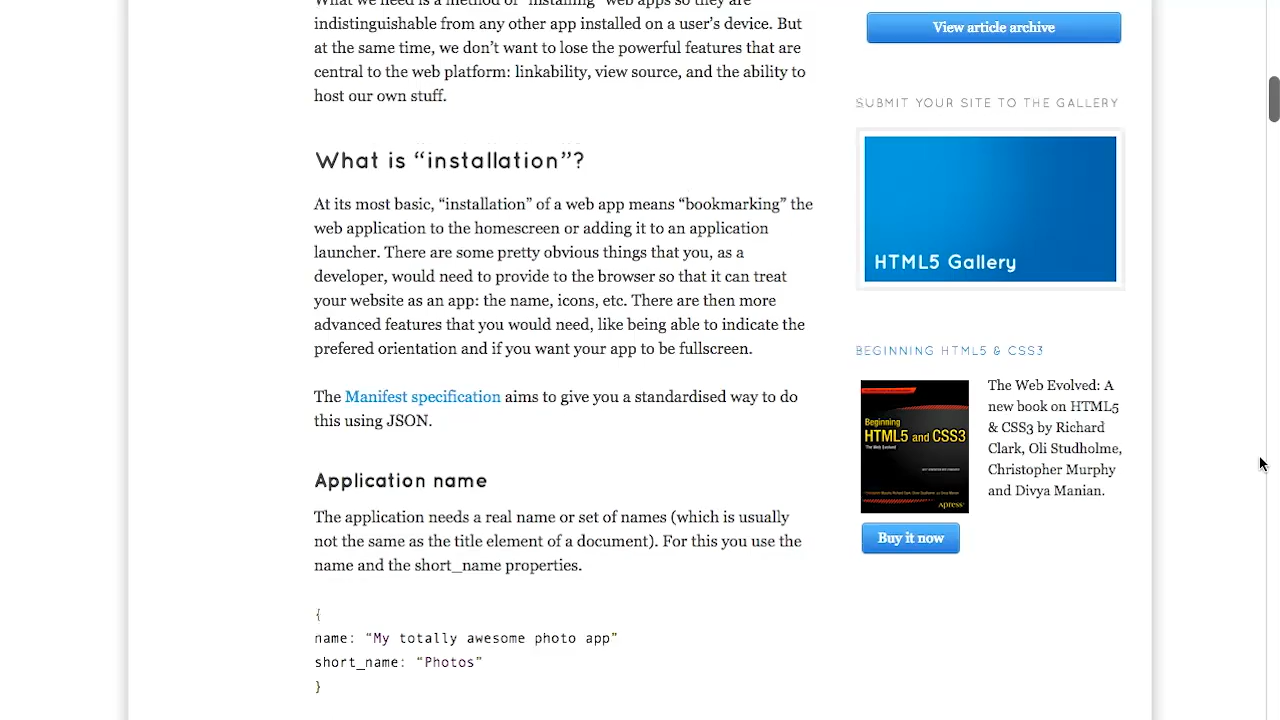 What we need is a method of "installing" web apps so they are
indistinguishable from any other app installed on a user's device. But
at the same time, we don't want to lose the powerful features that are
central to the web platform: linkability, view source, and the ability to
host our own stuff.
What is “installation”?
At its most basic, “installation” of a web app means “bookmarking” the
web application to the homescreen or adding it to an application
launcher. There are some pretty obvious things that you, as a
developer, would need to provide to the browser so that it can treat
your website as an app: the name, icons, etc. There are then more
advanced features that you would need, like being able to indicate the
prefered orientation and if you want your app to be fullscreen.
The Manifest specification aims to give you a standardised way to do
this using JSON.
Application name
The application needs a real name or set of names (which is usually
not the same as the title element of a document). For this you use the
name and the short_name properties.
{
name: “My totally awesome photo app”
short_name: “Photos”
}
View article archive
SUBMIT YOUR SITE TO THE GALLERY
HTML5 Gallery
BEGINNING HTML5 & CSS3
Beginning
HTML5 and CSS3
The Web Evolved
Apress
The Web Evolved: A
new book on HTML5
& CSS3 by Richard
Clark, Oli Studholme,
Christopher Murphy
and Divya Manian.
Buy it now